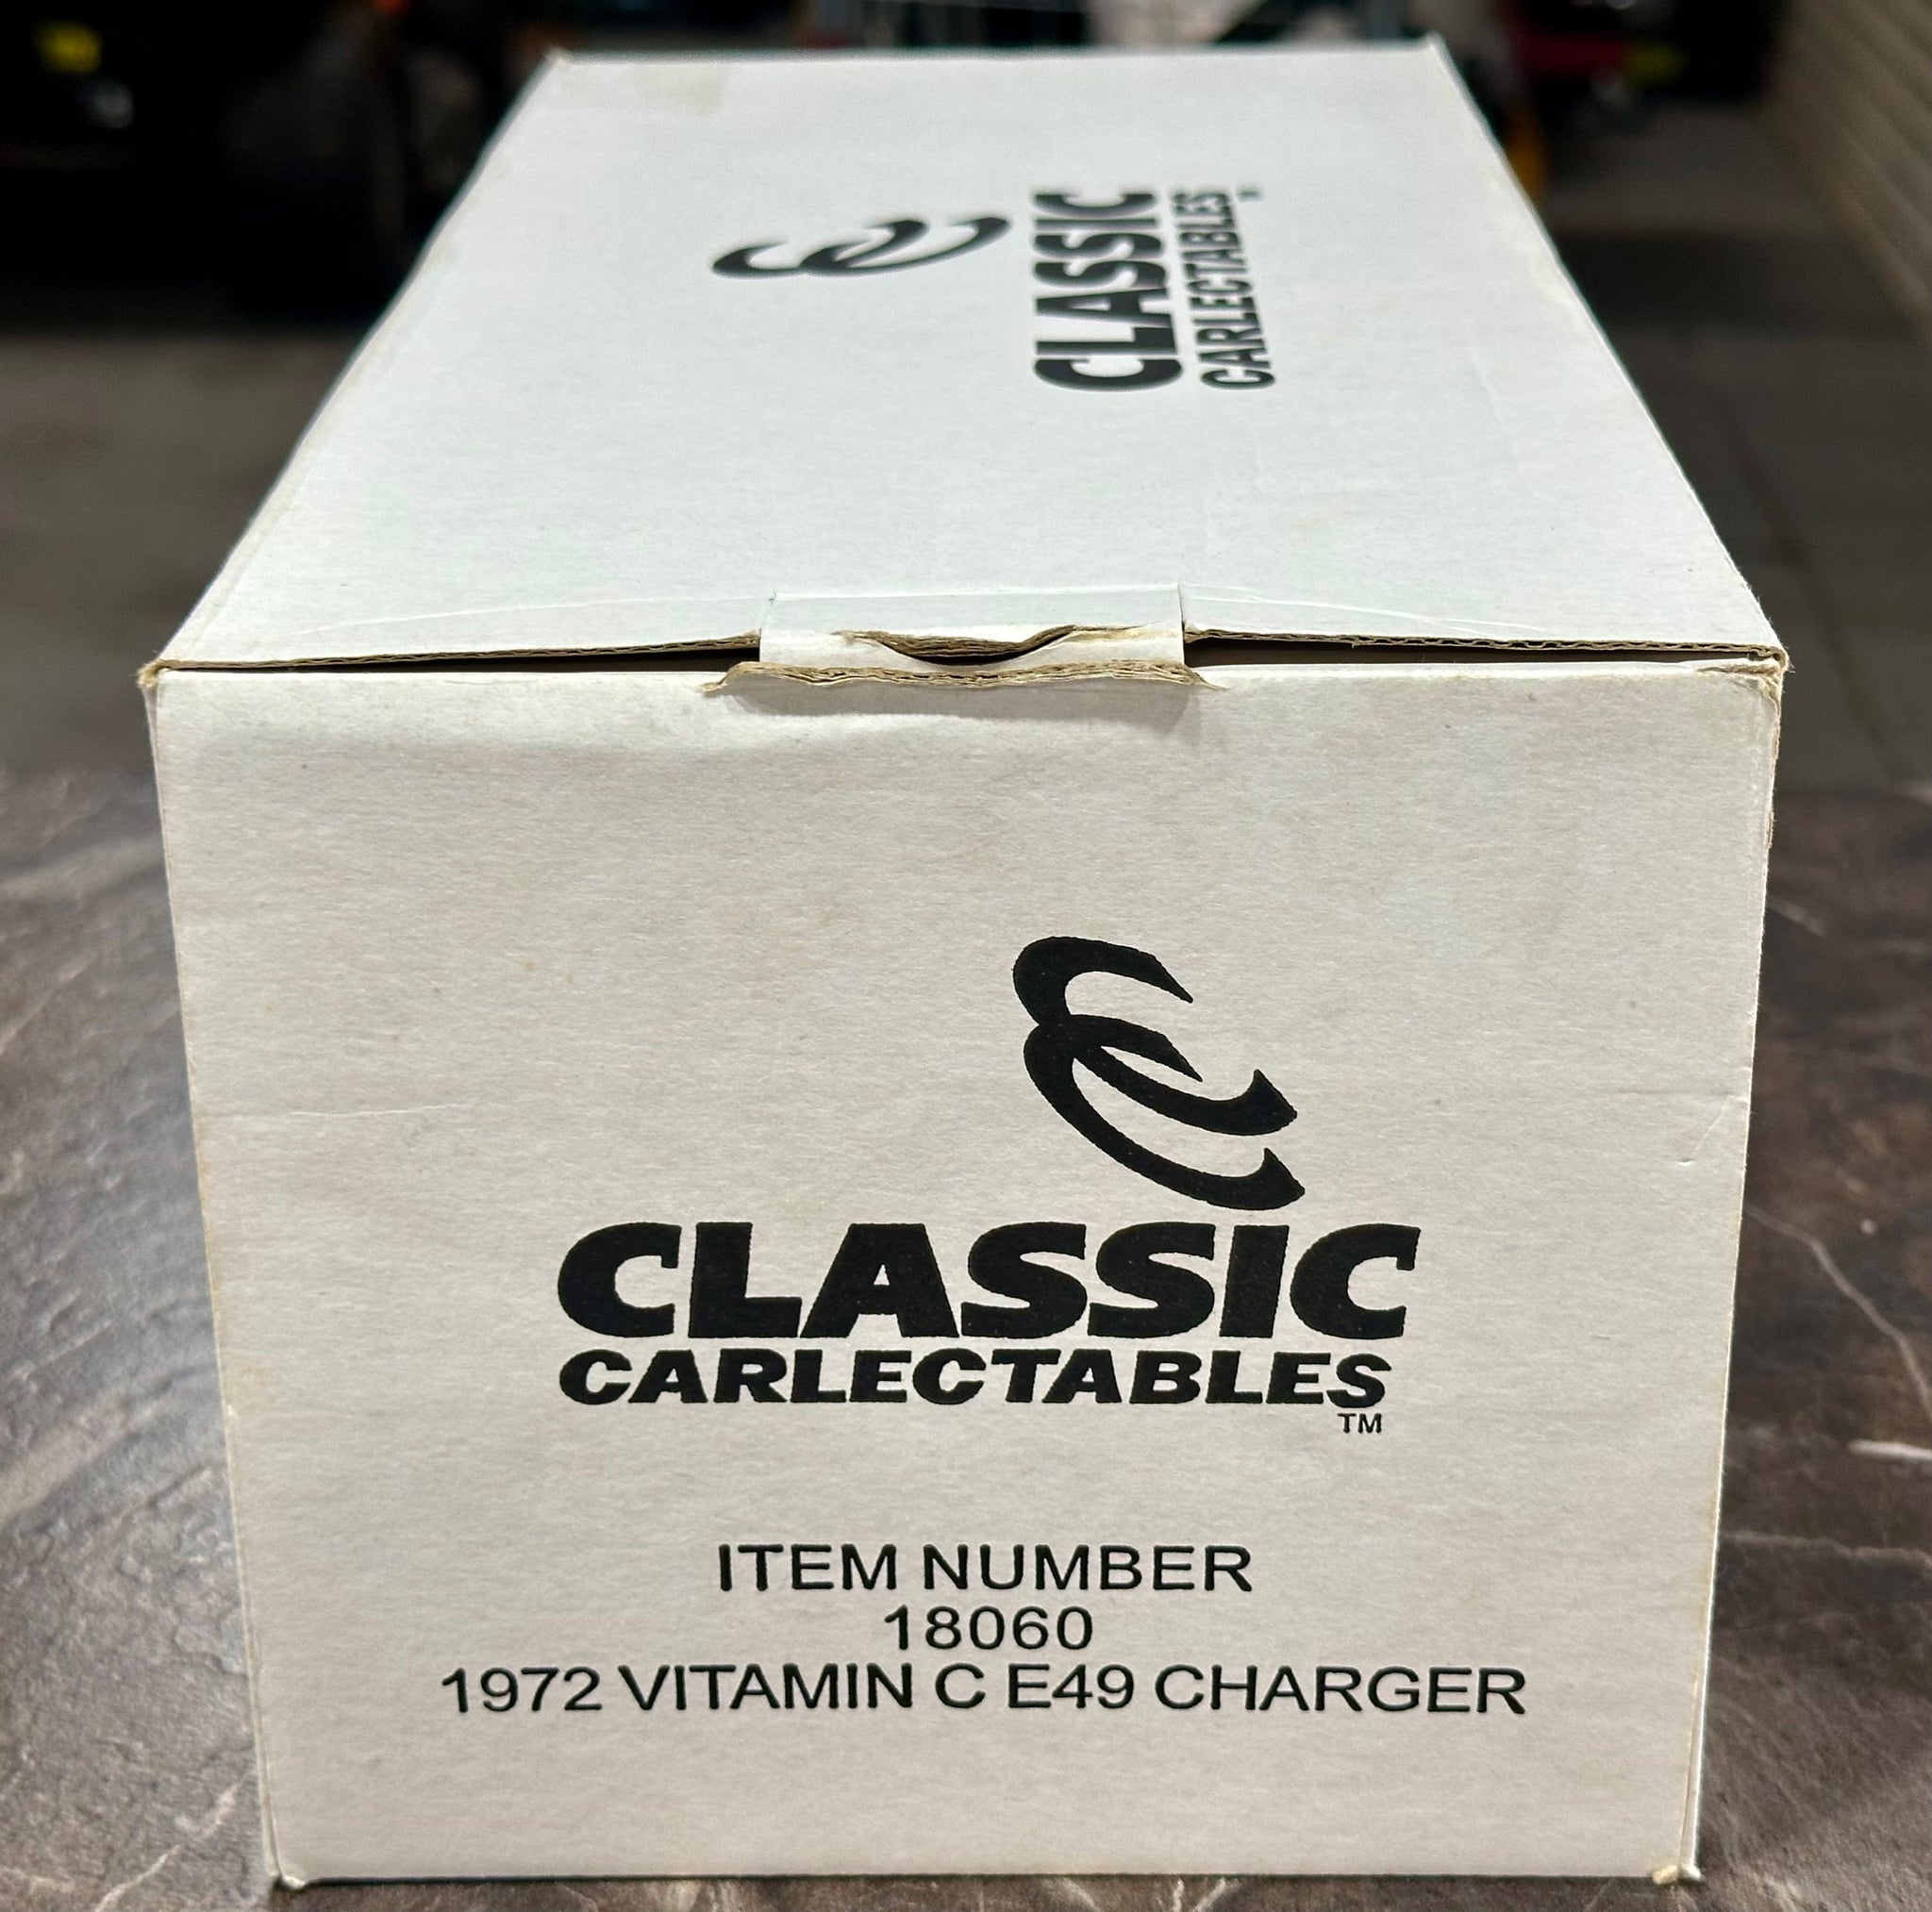 CLASSIC
CARLECTABLES
CLASSIC
CARLECTABLES
TM
ITEM NUMBER
18060
1972 VITAMIN C E49 CHARGER